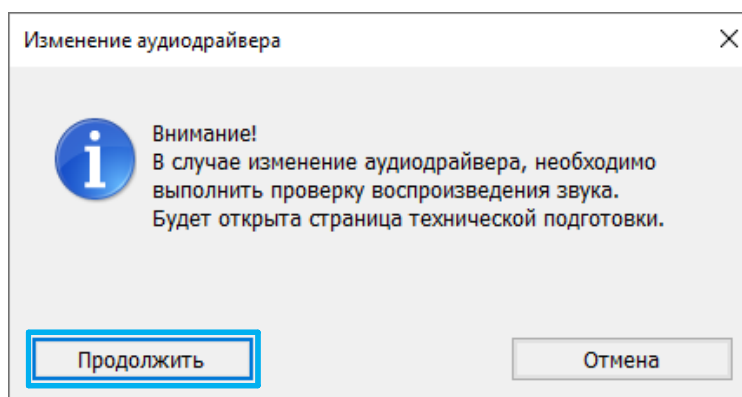 Изменение аудиодрайвера
Внимание!
В случае изменение аудиодрайвера, необходимо
выполнить проверку воспроизведения звука.
Будет открыта страница технической подготовки.
Продолжить
Отмена